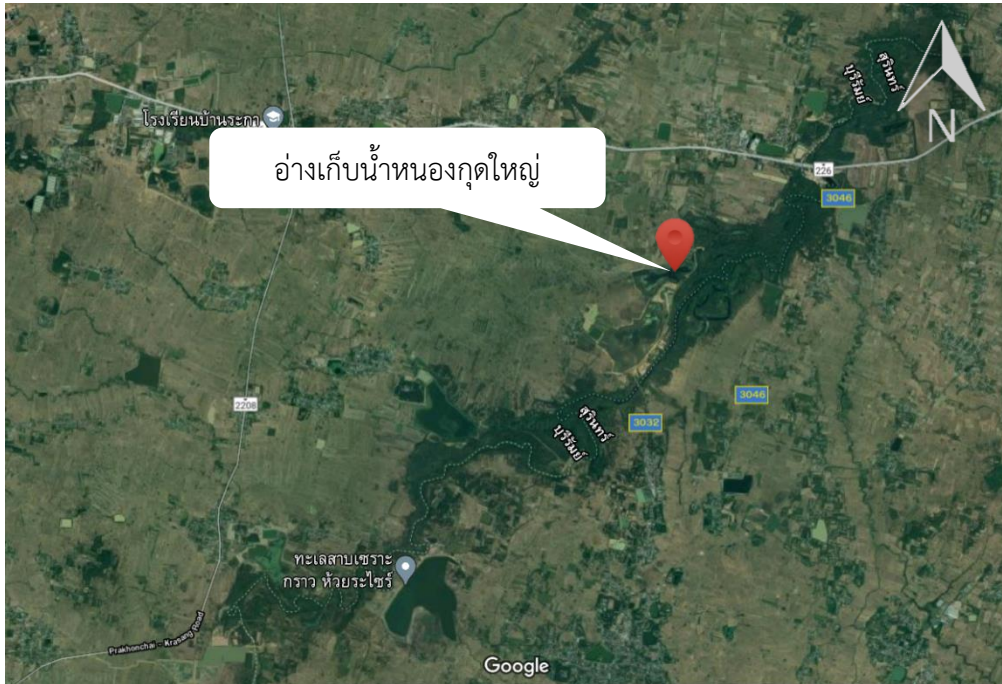 สุรินทร์
บุรีรัมย์
N
โรงเรียนบ้านระกา
อ่างเก็บน้ำหนองกุดใหญ่
226
3046
3046
2208
3032
สุรินทร์
บุรีรัมย์
ทะเลสาบเซราะ
กราว ห้วยระไซร์
Prakhonchai - Krasang Road
Google